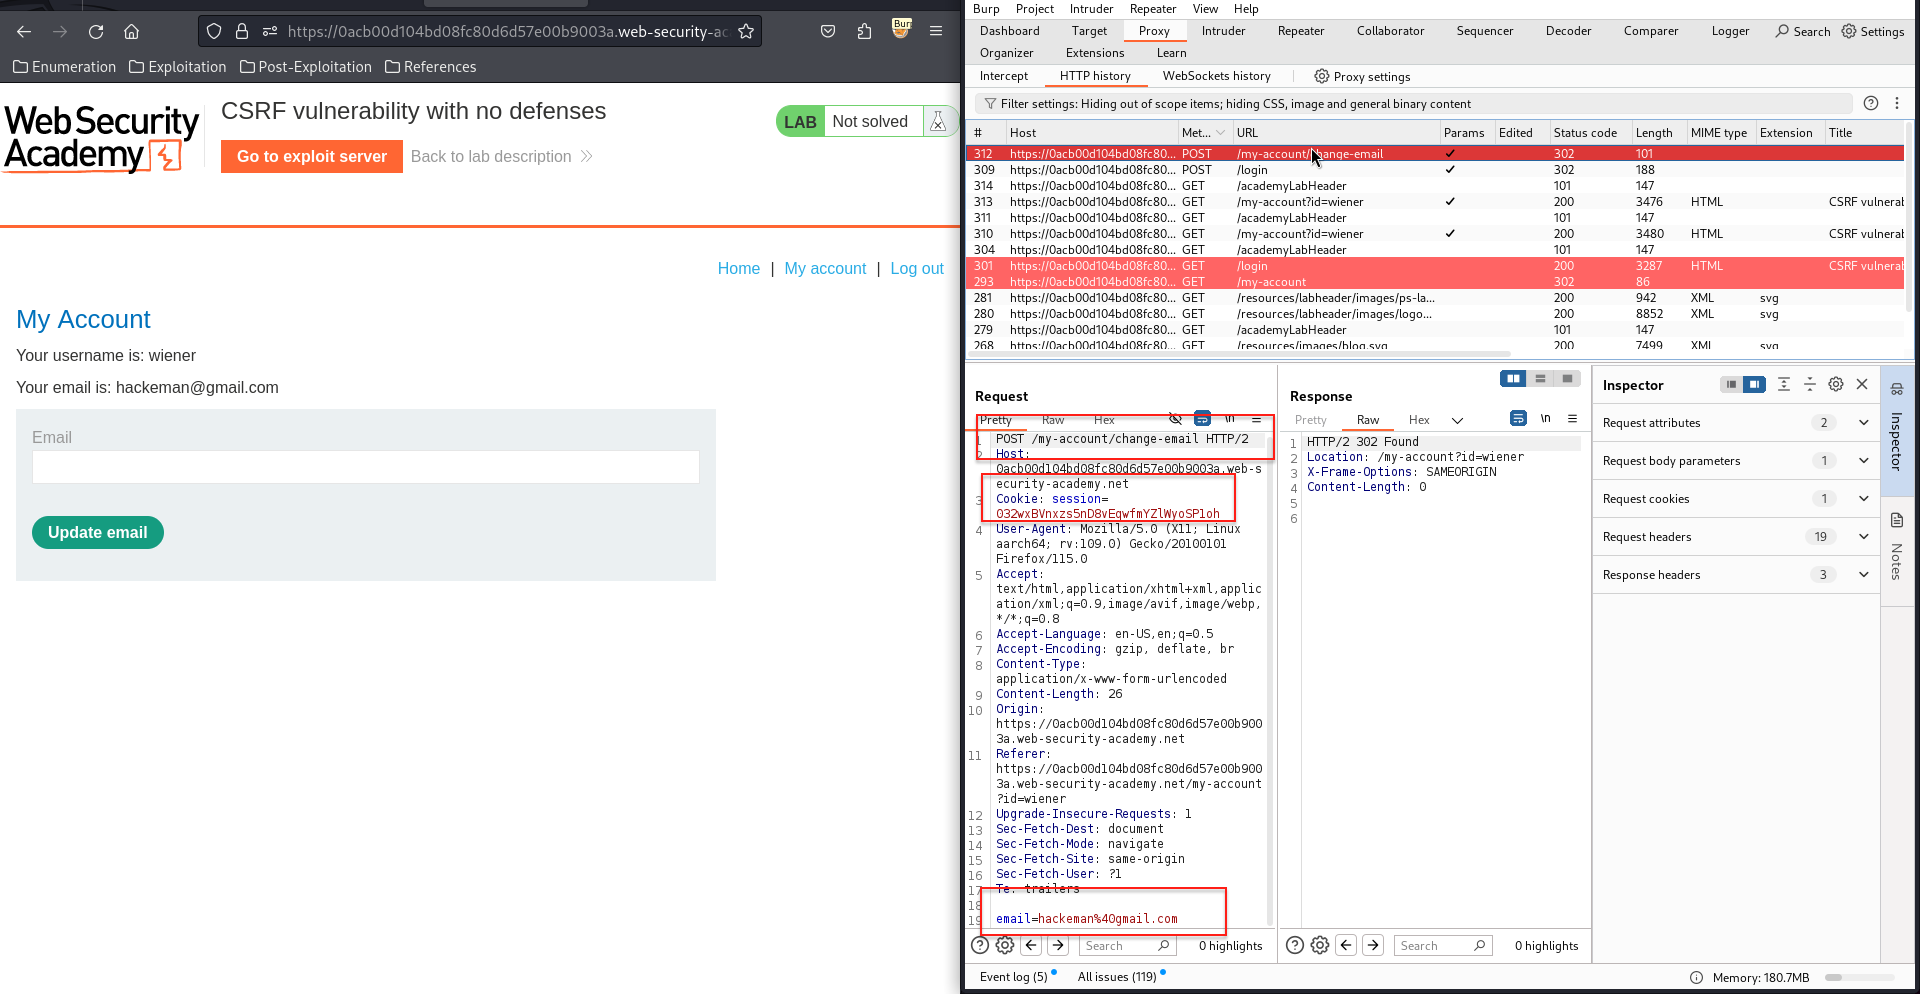 https://0acb00d104bd08fc80d6d57e00b9003a.web-security-ac
Burp
Enumeration
Exploitation
Post-Exploitation
References
WebSecurity
Academy
CSRF vulnerability with no defenses
Go to exploit server
Back to lab description
LAB
Not solved
Home | My account | Log out
My Account
Your username is: wiener
Your email is: hackeman@gmail.com
Email
Update email
Burp Project Intruder Repeater View Help
Dashboard Target Proxy Intruder Repeater Collaborator Sequencer Decoder Comparer Logger Search Settings
Organizer Extensions Learn
Intercept HTTP history WebSockets history Proxy settings
Filter settings: Hiding out of scope items; hiding CSS, image and general binary content
# Host Met... URL Params Edited Status code Length MIME type Extension Title
312 https://0acb00d104bd08fc80... POST /my-account/change-email ✓ 302 101
309 https://0acb00d104bd08fc80... POST /login ✓ 302 188
314 https://0acb00d104bd08fc80... GET /academyLabHeader 101 147
313 https://0acb00d104bd08fc80... GET /my-account?id=wiener ✓ 200 3476 HTML CSRF vulneral
311 https://0acb00d104bd08fc80... GET /academyLabHeader 101 147
310 https://0acb00d104bd08fc80... GET /my-account?id=wiener ✓ 200 3480 HTML CSRF vulneral
304 https://0acb00d104bd08fc80... GET /academyLabHeader 101 147
301 https://0acb00d104bd08fc80... GET /login 200 3287 HTML CSRF vulneral
293 https://0acb00d104bd08fc80... GET /my-account 302 86
281 https://0acb00d104bd08fc80... GET /resources/labheader/images/ps-la... 200 942 XML svg
280 https://0acb00d104bd08fc80... GET /resources/labheader/images/logo... 200 8852 XML svg
279 https://0acb00d104bd08fc80... GET /academyLabHeader 101 147
268 https://0acb00d104bd08fc80... GET /resources/images/blog.svg 200 7499 XML svg
Request
Pretty Raw Hex \n
1 POST /my-account/change-email HTTP/2
2 Host:
0acb00d104bd08fc80d6d57e00b9003a.web-s
ecurity-academy.net
3 Cookie: session=
O32wxBVnxzs5nD8vEqwfmYZlWyoSP1oh
4 User-Agent: Mozilla/5.0 (X11; Linux
aarch64; rv:109.0) Gecko/20100101
Firefox/115.0
5 Accept:
text/html,application/xhtml+xml,applic
ation/xml;q=0.9,image/avif,image/webp,
*/*;q=0.8
6 Accept-Language: en-US,en;q=0.5
7 Accept-Encoding: gzip, deflate, br
8 Content-Type:
application/x-www-form-urlencoded
9 Content-Length: 26
10 Origin:
https://0acb00d104bd08fc80d6d57e00b900
3a.web-security-academy.net
11 Referer:
https://0acb00d104bd08fc80d6d57e00b900
3a.web-security-academy.net/my-account
?id=wiener
12 Upgrade-Insecure-Requests: 1
13 Sec-Fetch-Dest: document
14 Sec-Fetch-Mode: navigate
15 Sec-Fetch-Site: same-origin
16 Sec-Fetch-User: ?1
17 Te: trailers
18
19 email=hackeman%40gmail.com
Search
0 highlights
Response
Pretty Raw Hex \n
1 HTTP/2 302 Found
2 Location: /my-account?id=wiener
3 X-Frame-Options: SAMEORIGIN
4 Content-Length: 0
5
6
Search
0 highlights
Inspector
Request attributes 2
Request body parameters 1
Request cookies 1
Request headers 19
Response headers 3
Inspector
Notes
Event log (5)
All issues (119)
Memory: 180.7MB